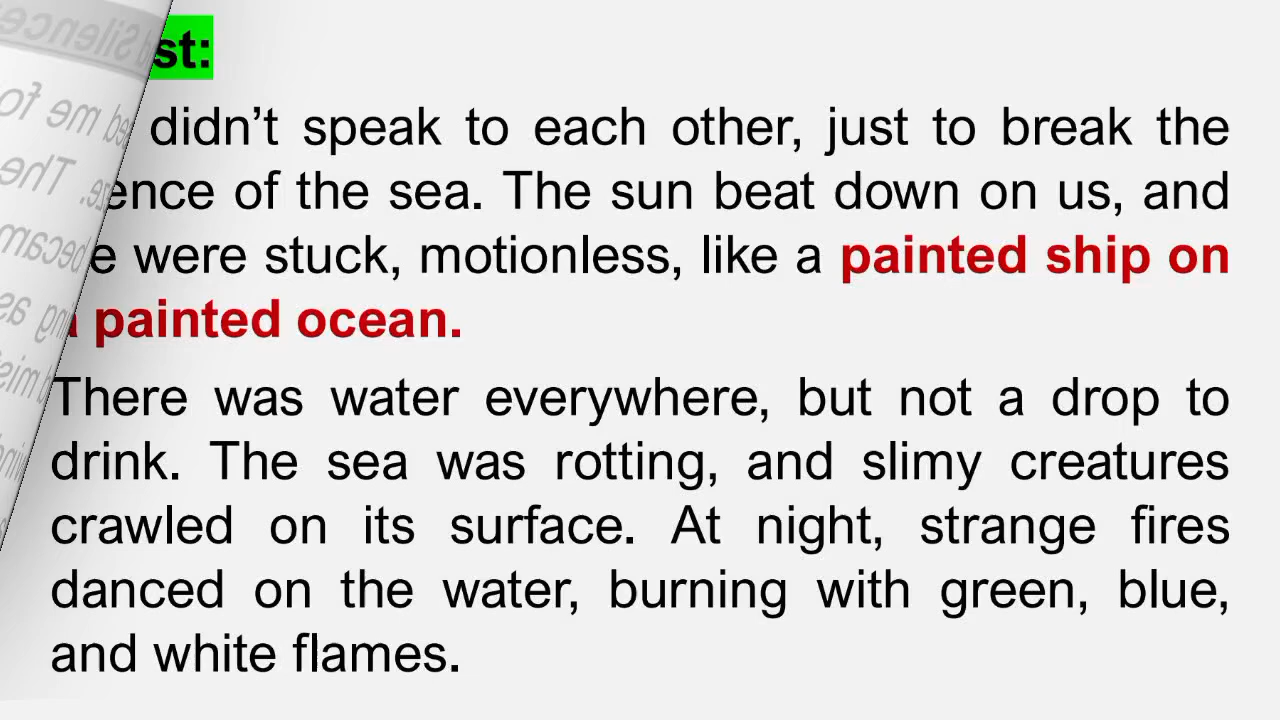 st:
didn’t speak to each other, just to break the
ence of the sea. The sun beat down on us, and
e were stuck, motionless, like a painted ship on
painted ocean.
There was water everywhere, but not a drop to
drink. The sea was rotting, and slimy creatures
crawled on its surface. At night, strange fires
danced on the water, burning with green, blue,
and white flames.